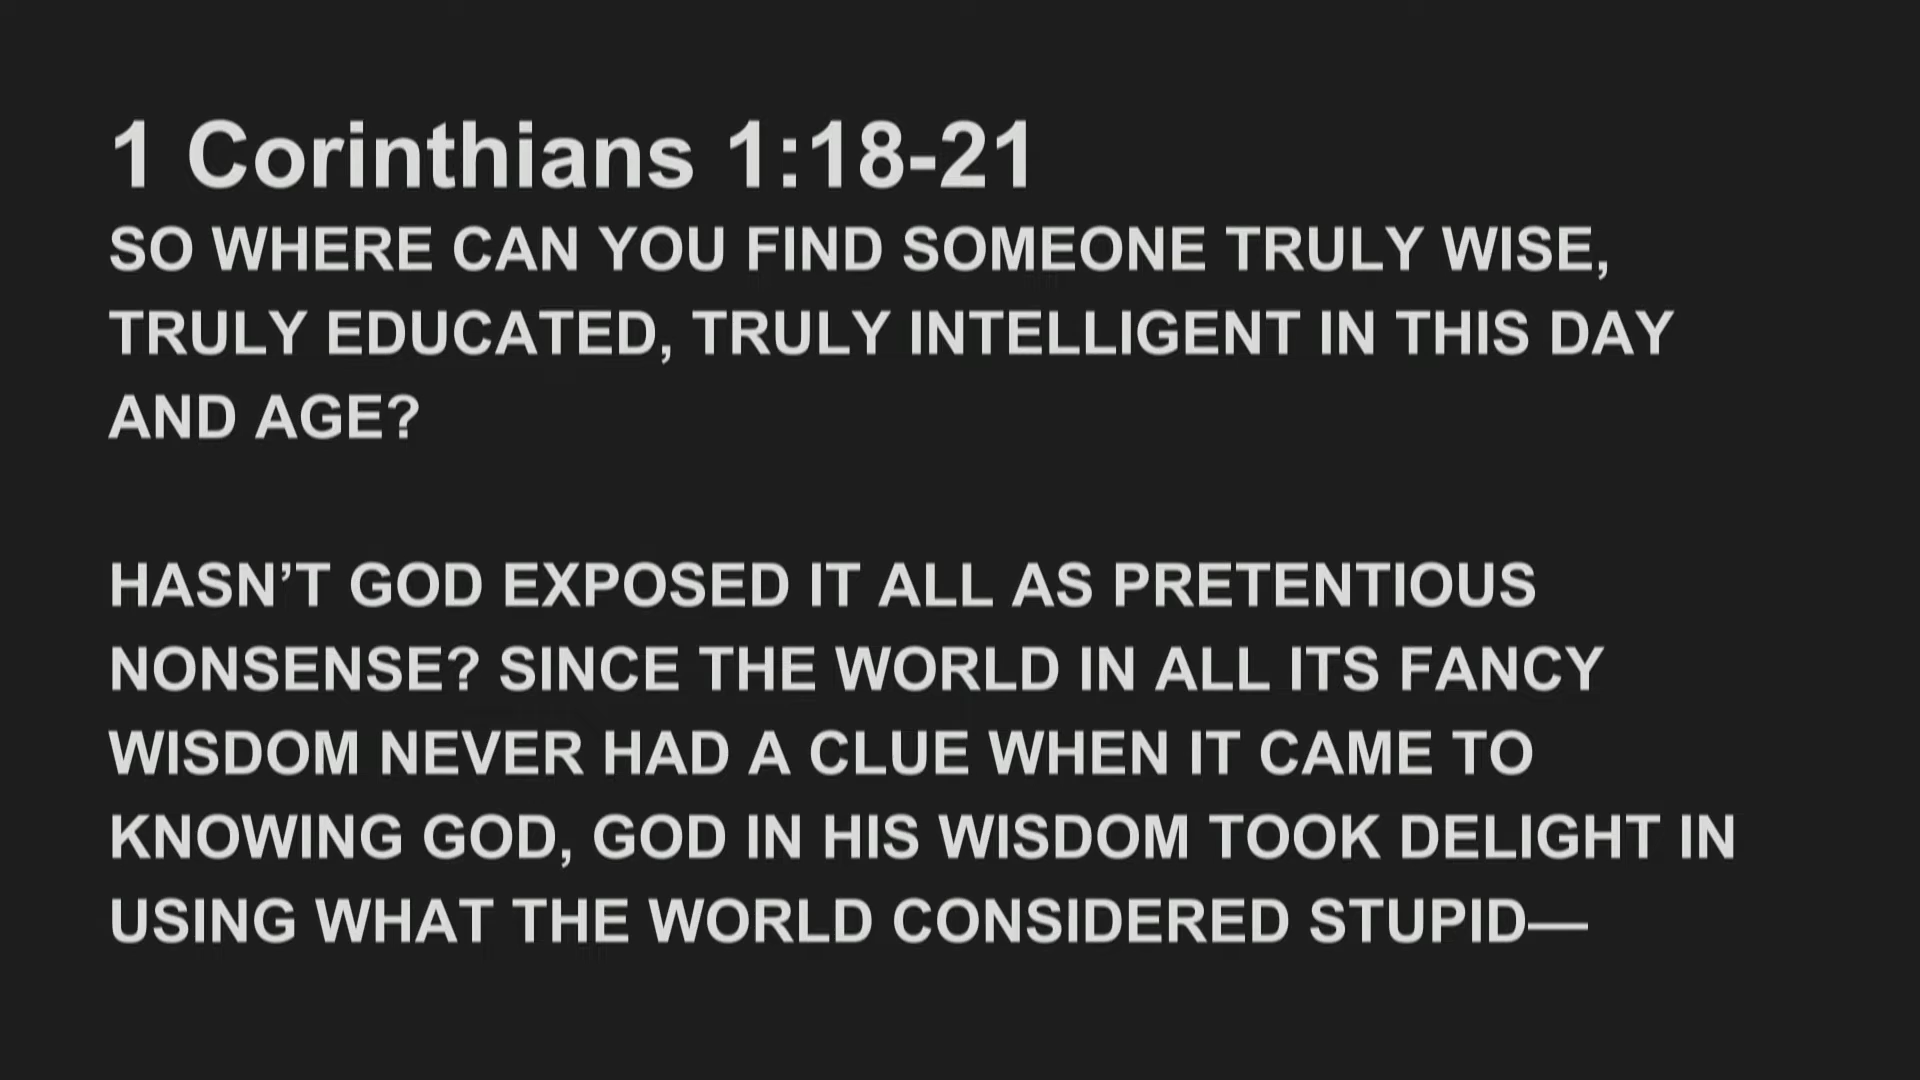 1 Corinthians 1:18-21
SO WHERE CAN YOU FIND SOMEONE TRULY WISE,
TRULY EDUCATED, TRULY INTELLIGENT IN THIS DAY
AND AGE?
HASN’T GOD EXPOSED IT ALL AS PRETENTIOUS
NONSENSE? SINCE THE WORLD IN ALL ITS FANCY
WISDOM NEVER HAD A CLUE WHEN IT CAME TO
KNOWING GOD, GOD IN HIS WISDOM TOOK DELIGHT IN
USING WHAT THE WORLD CONSIDERED STUPID—